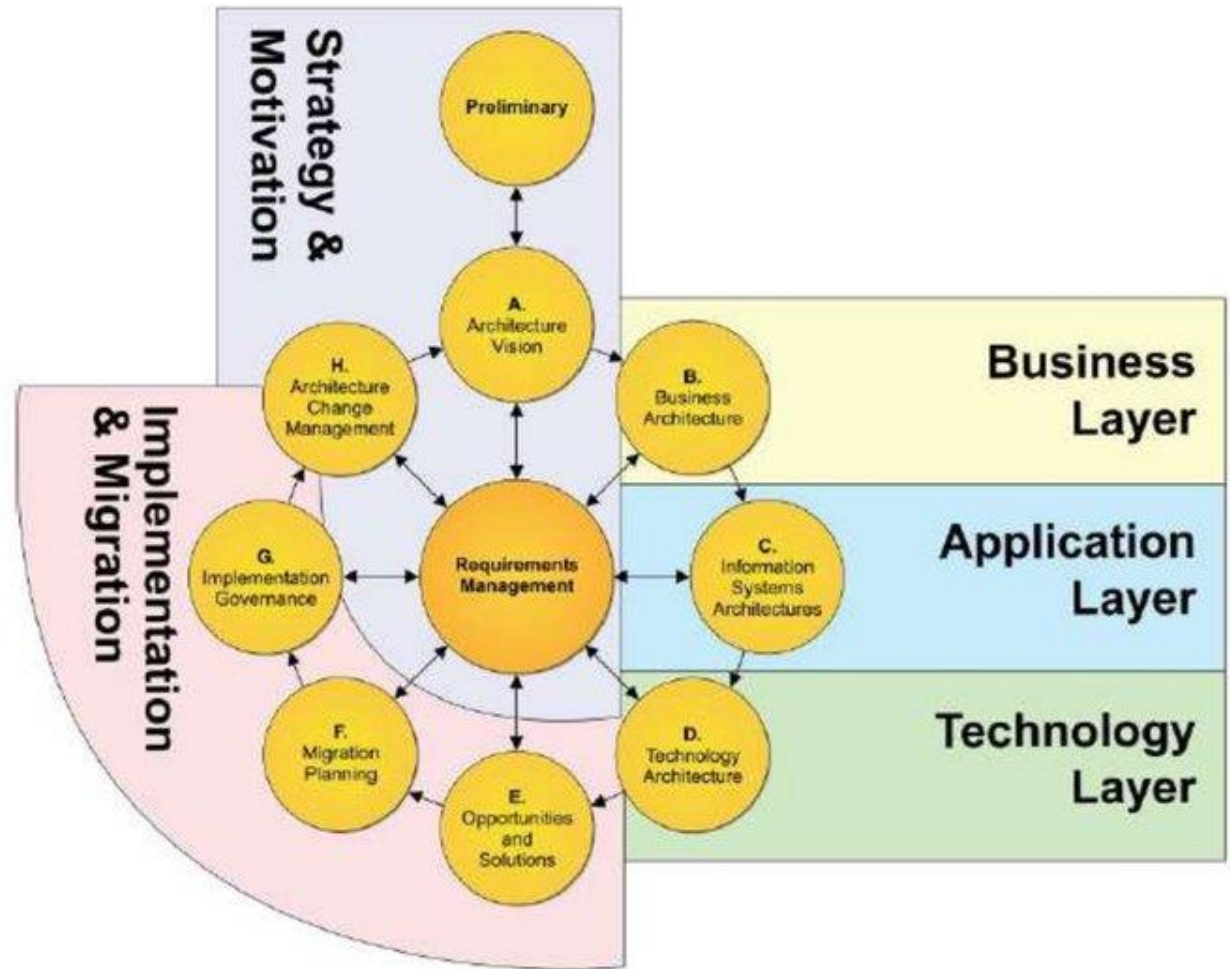 Strategy &
Motivation
Preliminary
A.
Architecture
Vision
H.
Architecture
Change
Management
B.
Business
Architecture
Business
Layer
Implementation
& Migration
G.
Implementation
Governance
Requirements
Management
C.
Information
Systems
Architectures
Application
Layer
F.
Migration
Planning
E.
Opportunities
and
Solutions
D.
Technology
Architecture
Technology
Layer